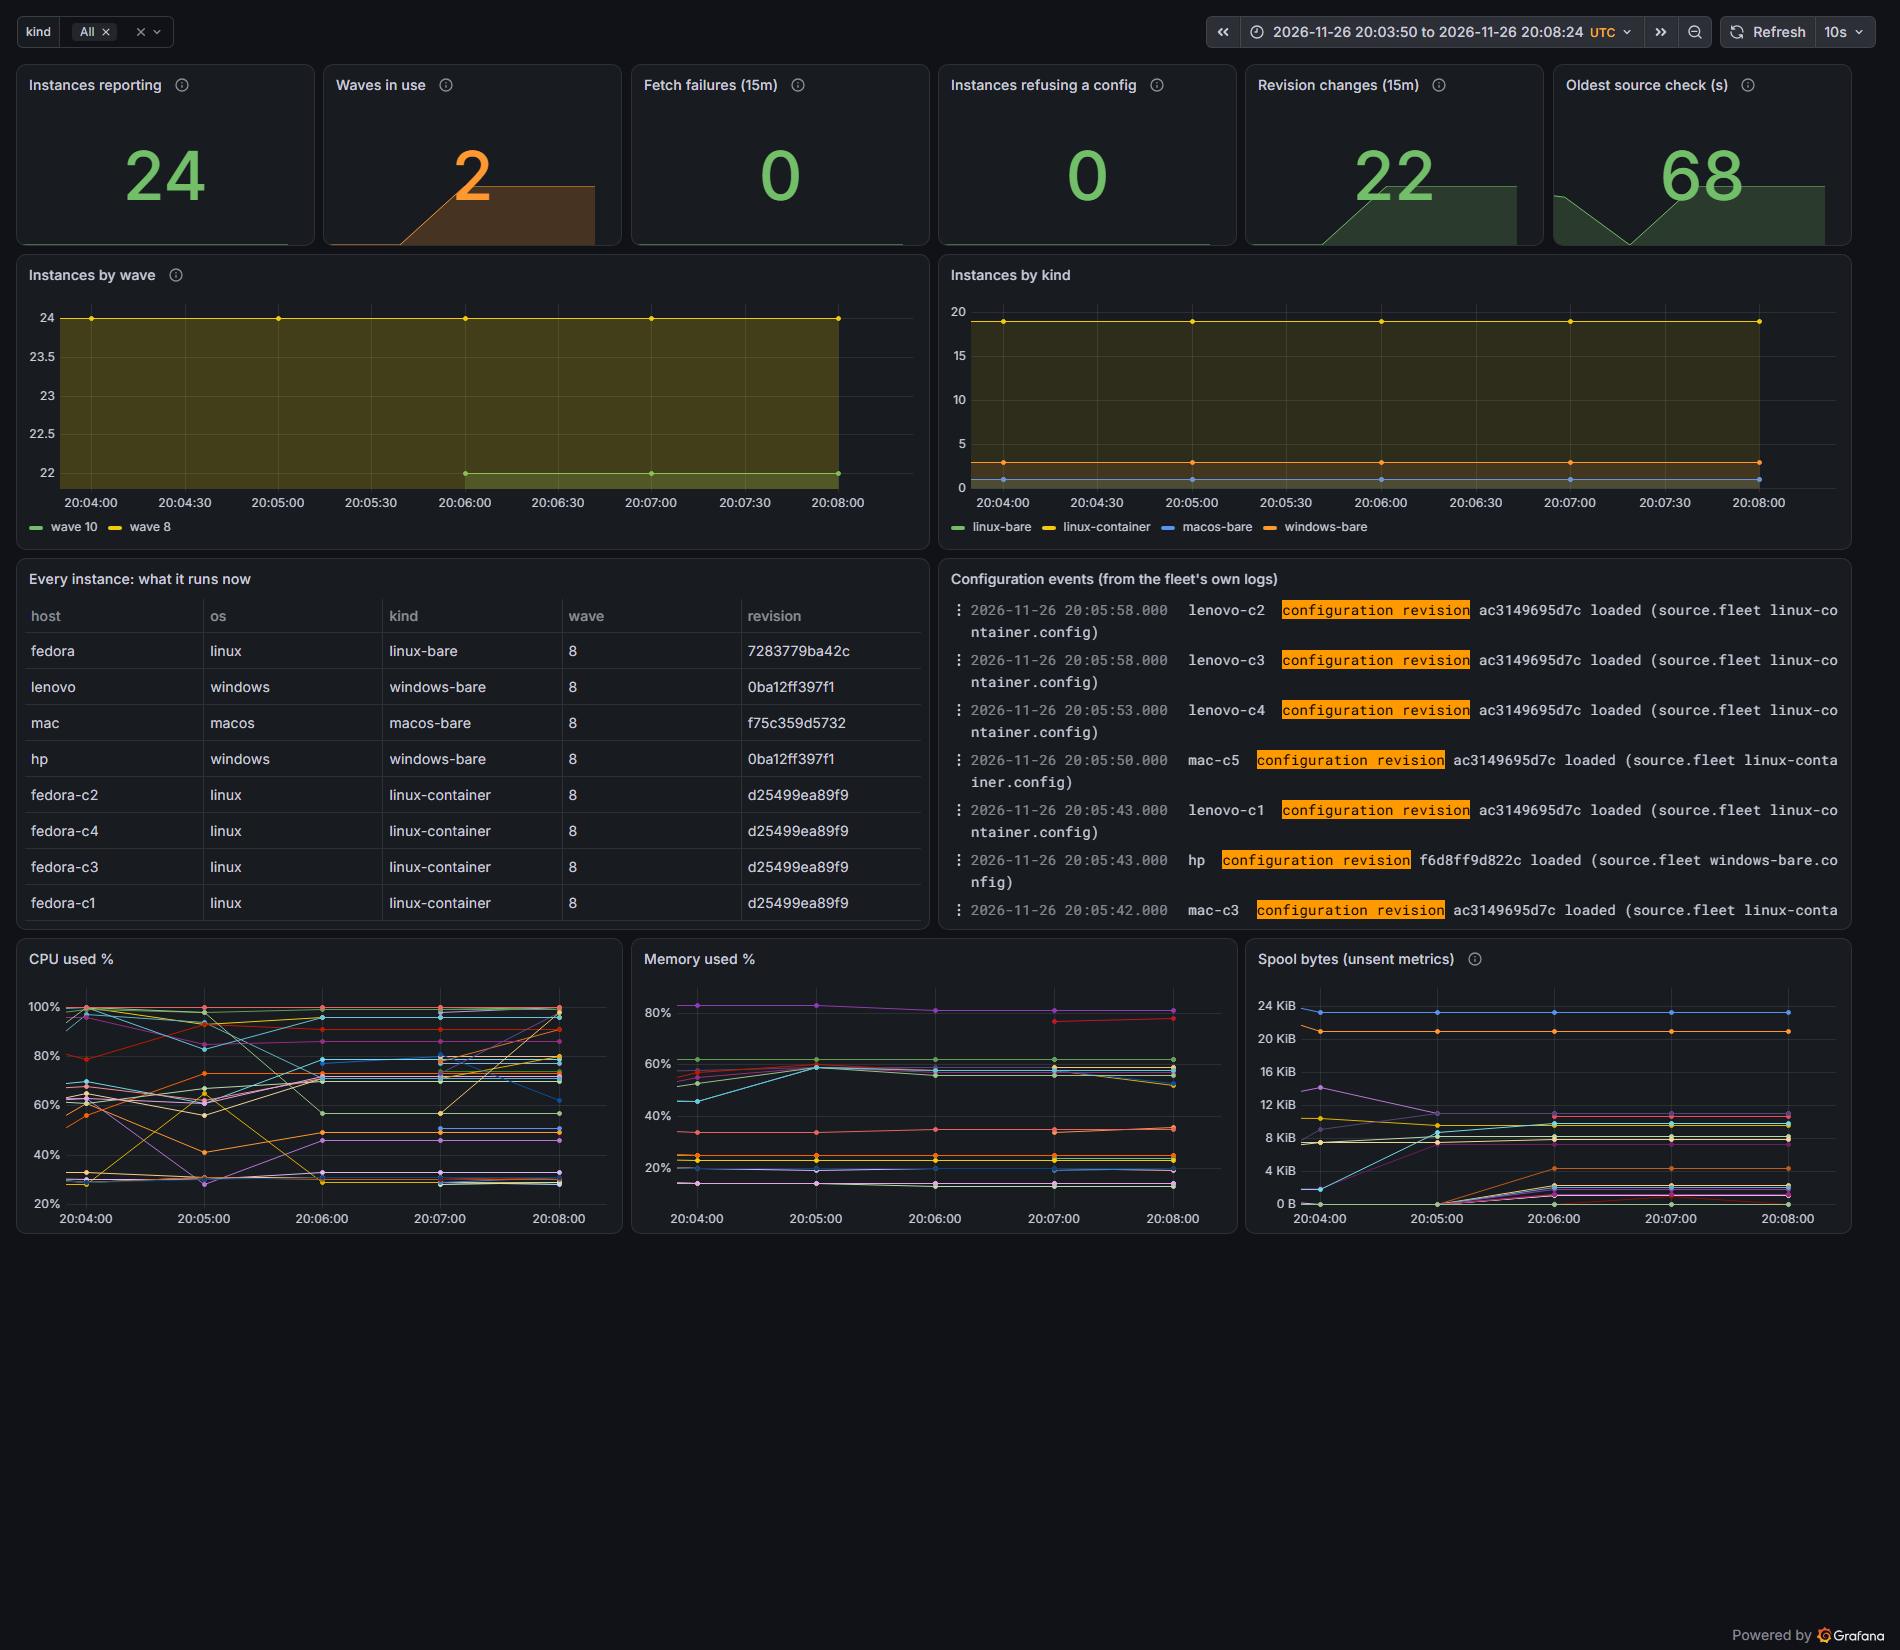 kind All
2026-11-26 20:03:50 to 2026-11-26 20:08:24 UTC
Refresh 10s
Instances reporting
24
Waves in use
2
Fetch failures (15m)
0
Instances refusing a config
0
Revision changes (15m)
22
Oldest source check (s)
68
Instances by wave
24
23.5
23
22.5
22
20:04:00 20:04:30 20:05:00 20:05:30 20:06:00 20:06:30 20:07:00 20:07:30 20:08:00
wave 10 wave 8
Instances by kind
20
15
10
5
0
20:04:00 20:04:30 20:05:00 20:05:30 20:06:00 20:06:30 20:07:00 20:07:30 20:08:00
linux-bare linux-container macos-bare windows-bare
Every instance: what it runs now
host os kind wave revision
fedora linux linux-bare 8 7283779ba42c
lenovo windows windows-bare 8 0ba12ff397f1
mac macos macos-bare 8 f75c359d5732
hp windows windows-bare 8 0ba12ff397f1
fedora-c2 linux linux-container 8 d25499ea89f9
fedora-c4 linux linux-container 8 d25499ea89f9
fedora-c3 linux linux-container 8 d25499ea89f9
fedora-c1 linux linux-container 8 d25499ea89f9
Configuration events (from the fleet's own logs)
2026-11-26 20:05:58.000 lenovo-c2 configuration revision ac3149695d7c loaded (source.fleet linux-co
ntainer.config)
2026-11-26 20:05:58.000 lenovo-c3 configuration revision ac3149695d7c loaded (source.fleet linux-co
ntainer.config)
2026-11-26 20:05:53.000 lenovo-c4 configuration revision ac3149695d7c loaded (source.fleet linux-co
ntainer.config)
2026-11-26 20:05:50.000 mac-c5 configuration revision ac3149695d7c loaded (source.fleet linux-conta
iner.config)
2026-11-26 20:05:43.000 lenovo-c1 configuration revision ac3149695d7c loaded (source.fleet linux-co
ntainer.config)
2026-11-26 20:05:43.000 hp configuration revision f6d8ff9d822c loaded (source.fleet windows-bare.co
nfig)
2026-11-26 20:05:42.000 mac-c3 configuration revision ac3149695d7c loaded (source.fleet linux-conta
CPU used %
100%
80%
60%
40%
20%
20:04:00 20:05:00 20:06:00 20:07:00 20:08:00
Memory used %
80%
60%
40%
20%
20:04:00 20:05:00 20:06:00 20:07:00 20:08:00
Spool bytes (unsent metrics)
24 KiB
20 KiB
16 KiB
12 KiB
8 KiB
4 KiB
0 B
20:04:00 20:05:00 20:06:00 20:07:00 20:08:00
Powered by Grafana